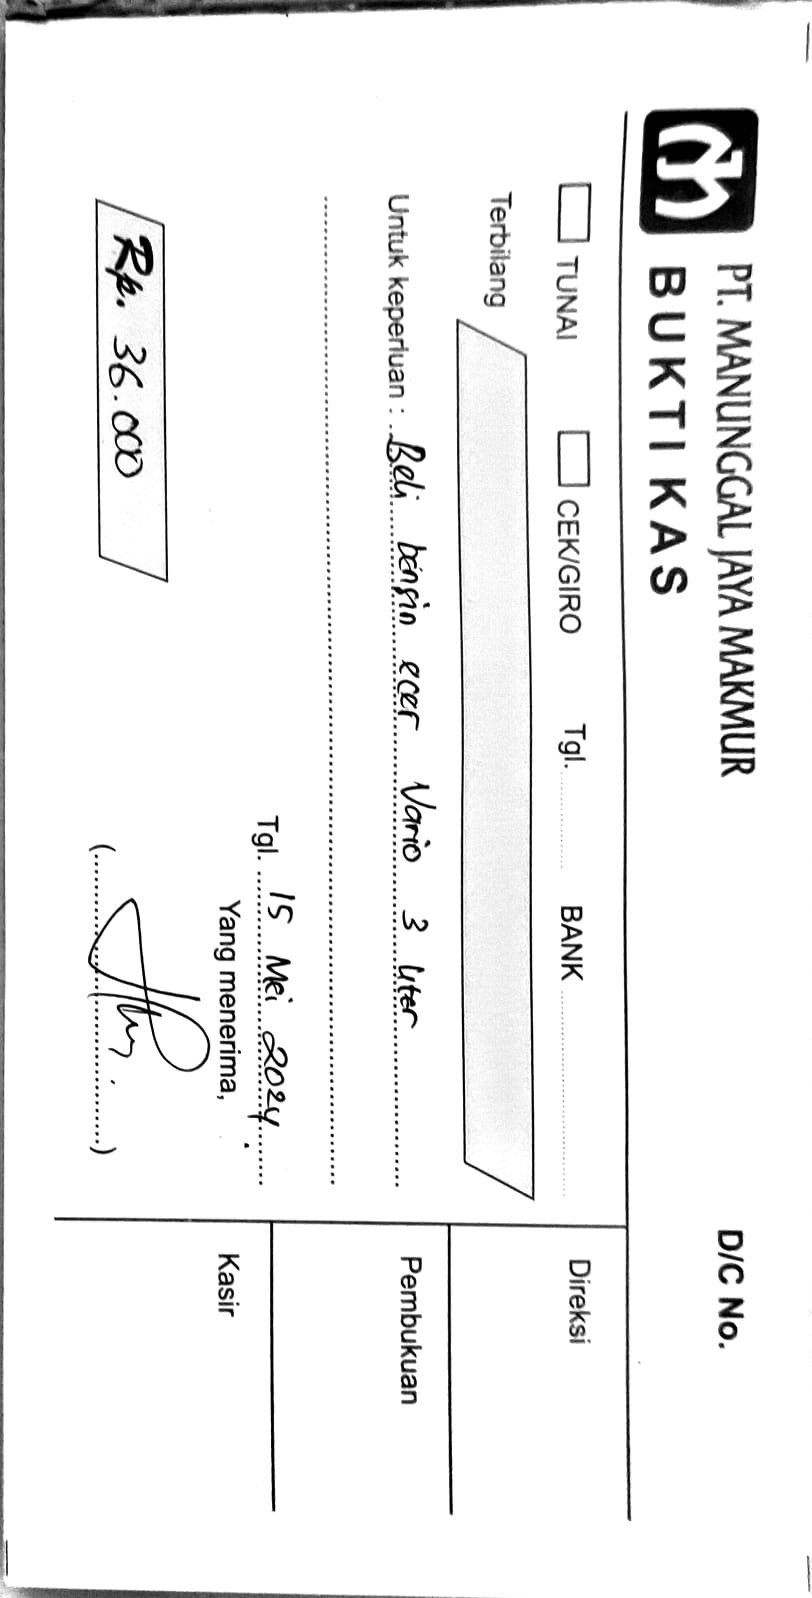 PT. MANUNGGAL JAYA MAKMUR
D/C No.
BUKTI KAS
TUNAI CEK/GIRO Tgl. BANK
Direksi
Terbilang
Untuk keperluan : Beli bensin ecer Vario 3 liter
Pembukuan
Tgl. 15 Mei 2024.
Yang menerima,
Kasir
Rp. 36.000
(....................)